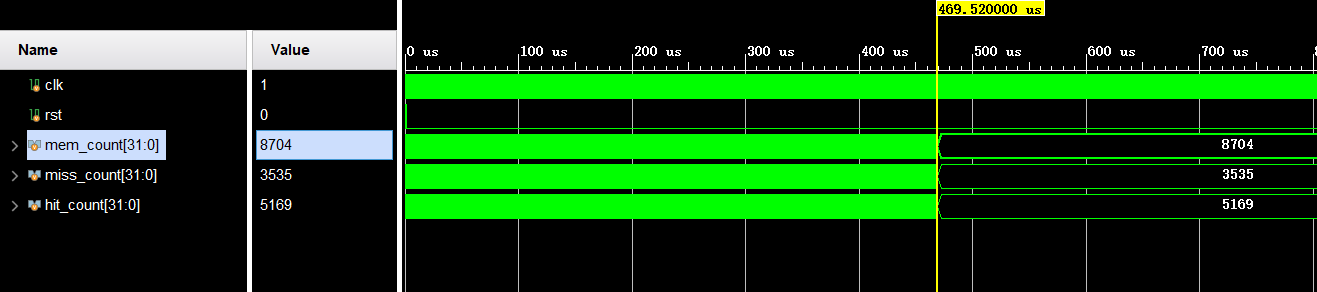 469.520000 us
Name Value
0 us 100 us 200 us 300 us 400 us 500 us 600 us 700 us
clk 1
rst 0
mem_count[31:0] 8704 8704
miss_count[31:0] 3535 3535
hit_count[31:0] 5169 5169